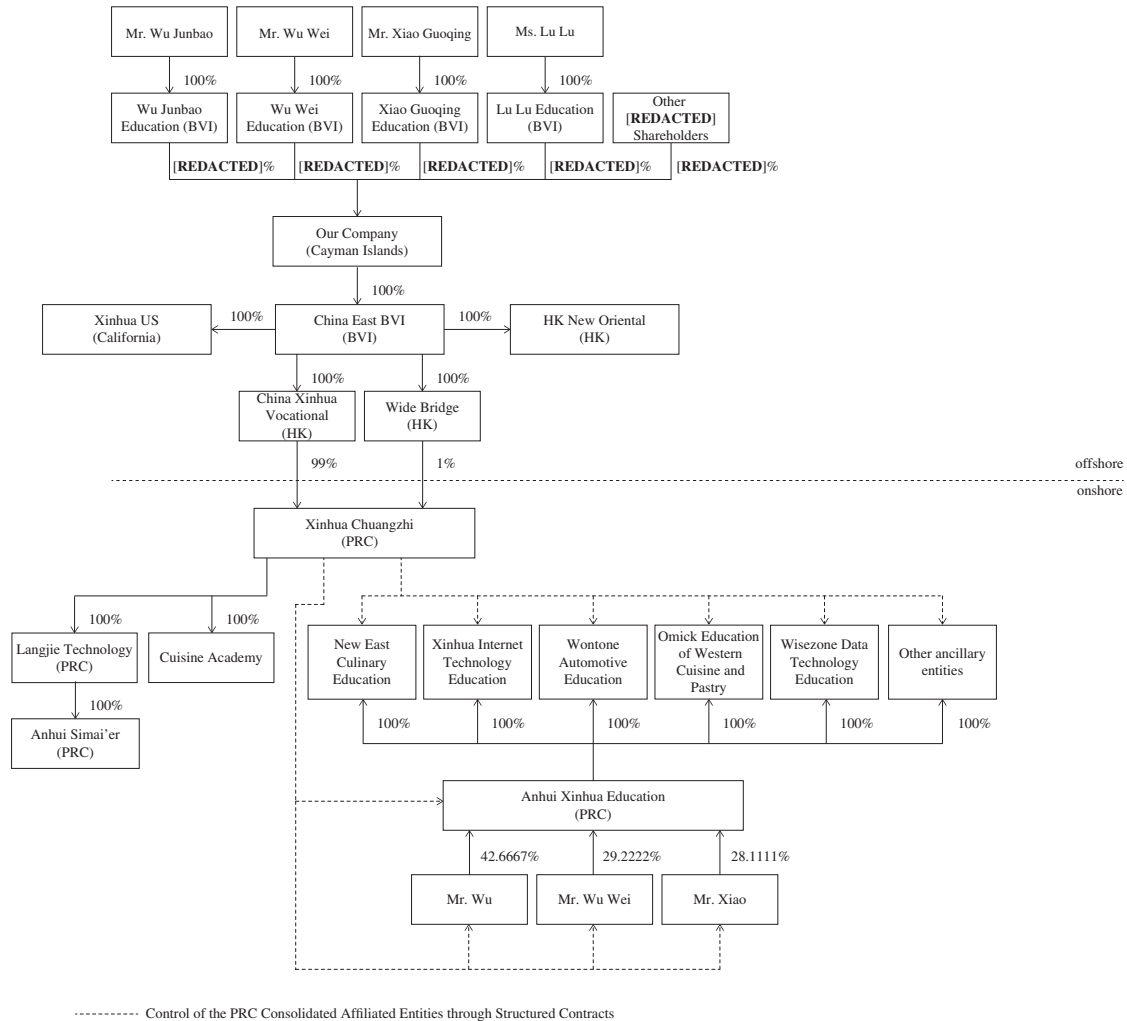 Mr. Wu Junbao
Mr. Wu Wei
Mr. Xiao Guoqing
Ms. Lu Lu
100%
100%
100%
100%
Wu Junbao
Education (BVI)
Wu Wei
Education (BVI)
Xiao Guoqing
Education (BVI)
Lu Lu Education
(BVI)
Other
[REDACTED]
Shareholders
[REDACTED]%
[REDACTED]%
[REDACTED]%
[REDACTED]%
[REDACTED]%
Our Company
(Cayman Islands)
100%
Xinhua US
(California)
100%
China East BVI
(BVI)
100%
HK New Oriental
(HK)
100%
100%
China Xinhua
Vocational
(HK)
Wide Bridge
(HK)
99%
1%
offshore
onshore
Xinhua Chuangzhi
(PRC)
100%
100%
Langjie Technology
(PRC)
Cuisine Academy
100%
Anhui Simai'er
(PRC)
New East
Culinary
Education
Xinhua Internet
Technology
Education
Wontone
Automotive
Education
Omick Education
of Western
Cuisine and
Pastry
Wisezone Data
Technology
Education
Other ancillary
entities
100%
100%
100%
100%
100%
100%
Anhui Xinhua Education
(PRC)
42.6667%
29.2222%
28.1111%
Mr. Wu
Mr. Wu Wei
Mr. Xiao
Control of the PRC Consolidated Affiliated Entities through Structured Contracts